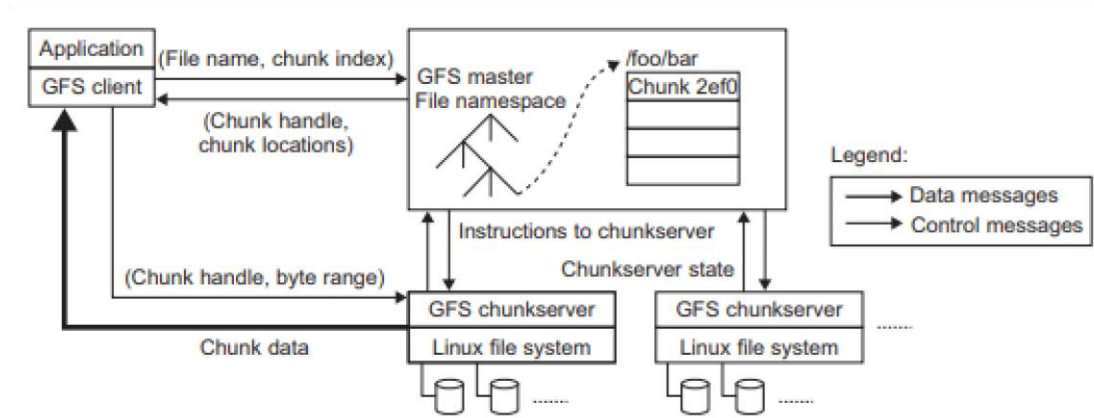 Application
GFS client
(File name, chunk index)
(Chunk handle,
chunk locations)
GFS master
File namespace
/foo/bar
Chunk 2ef0
Legend:
Data messages
Control messages
Instructions to chunkserver
Chunkserver state
(Chunk handle, byte range)
Chunk data
GFS chunkserver
Linux file system
GFS chunkserver
Linux file system